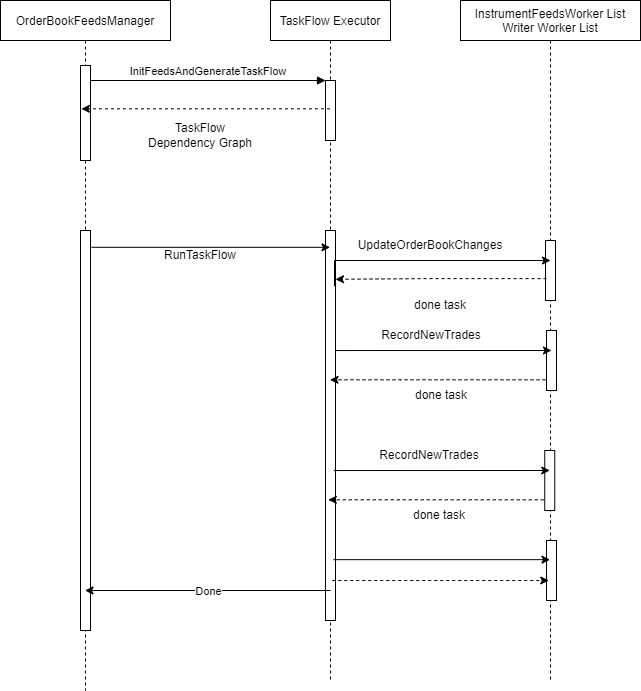 OrderBookFeedsManager
TaskFlow Executor
InstrumentFeedsWorker List
Writer Worker List
InitFeedsAndGenerateTaskFlow
TaskFlow
Dependency Graph
RunTaskFlow
UpdateOrderBookChanges
done task
RecordNewTrades
done task
RecordNewTrades
done task
Done